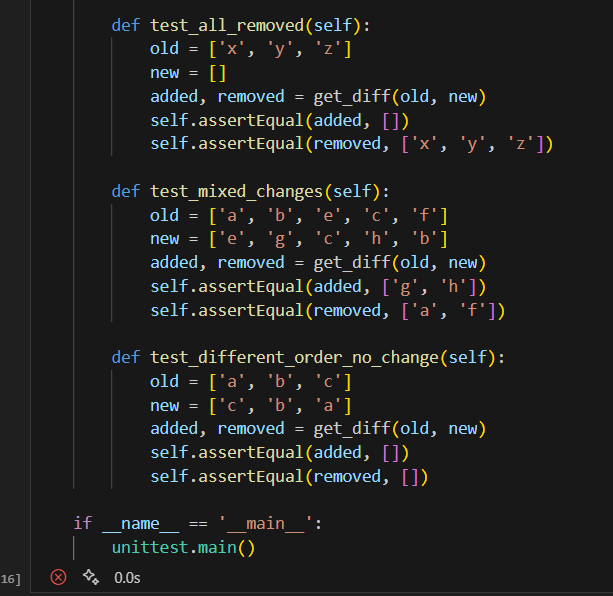 def test_all_removed(self):
    old = ['x', 'y', 'z']
    new = []
    added, removed = get_diff(old, new)
    self.assertEqual(added, [])
    self.assertEqual(removed, ['x', 'y', 'z'])

def test_mixed_changes(self):
    old = ['a', 'b', 'e', 'c', 'f']
    new = ['e', 'g', 'c', 'h', 'b']
    added, removed = get_diff(old, new)
    self.assertEqual(added, ['g', 'h'])
    self.assertEqual(removed, ['a', 'f'])

def test_different_order_no_change(self):
    old = ['a', 'b', 'c']
    new = ['c', 'b', 'a']
    added, removed = get_diff(old, new)
    self.assertEqual(added, [])
    self.assertEqual(removed, [])

if __name__ == '__main__':
    unittest.main()
16] 0.0s